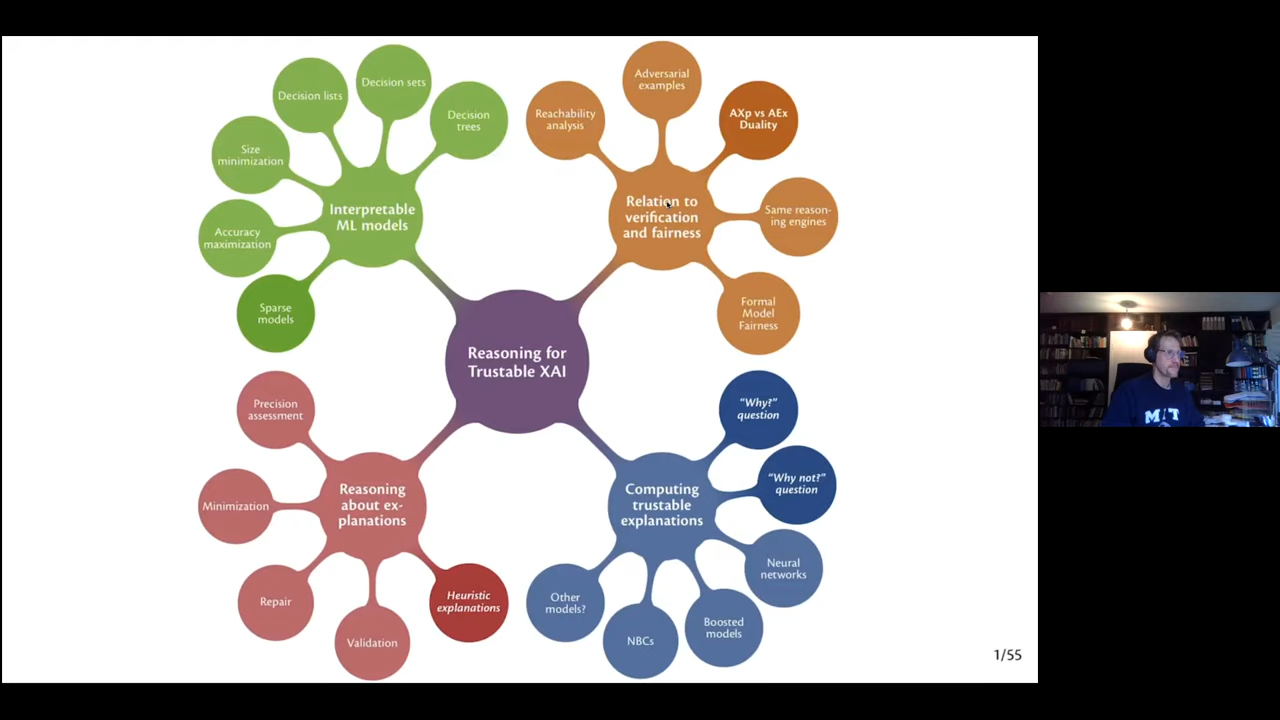 Decision lists
Decision sets
Decision
trees
Size
minimization
Accuracy
maximization
Sparse
models
Interpretable
ML models
Reachability
analysis
Adversarial
examples
AXp vs AEx
Duality
Relation to
verification
and fairness
Same reason-
ing engines
Formal
Model
Fairness
Reasoning for
Trustable XAI
Precision
assessment
Minimization
Reasoning
about ex-
planations
Repair
Validation
Heuristic
explanations
Computing
trustable
explanations
“Why?”
question
“Why not?”
question
Neural
networks
Boosted
models
NBCs
Other
models?
1/55
MIT